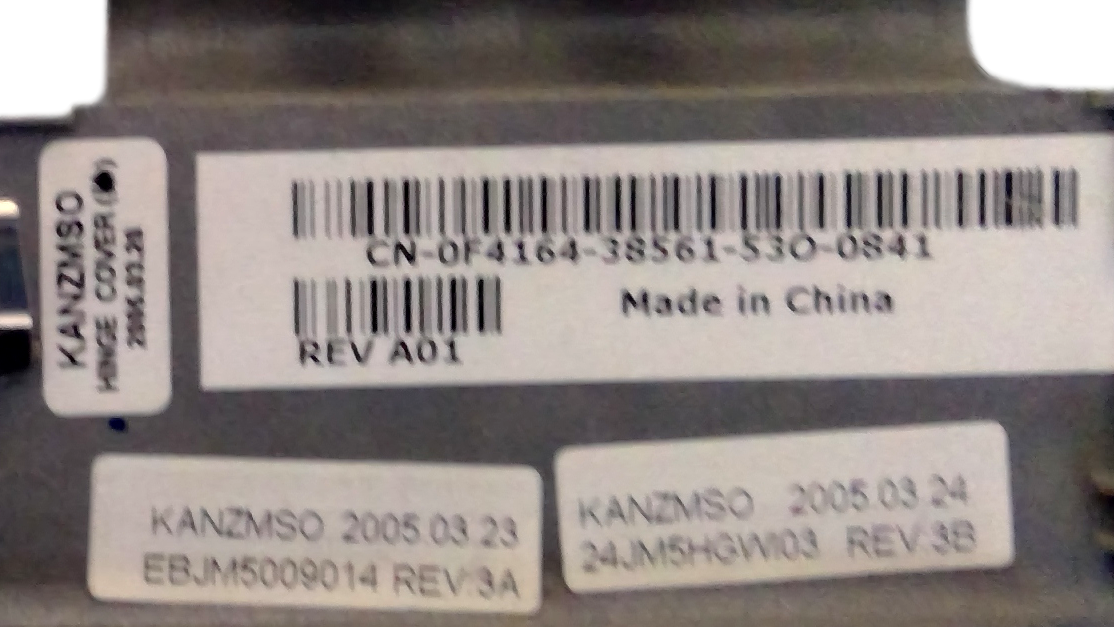 KANZMSO
HINGE COVER
CN-0F4164-38561-53O-0841
Made in China
REV A01
KANZMSO 2005.03.23
EBJM5009014 REV:3A
KANZMSO 2005.03.24
24JM5HGWI03 REV:3B